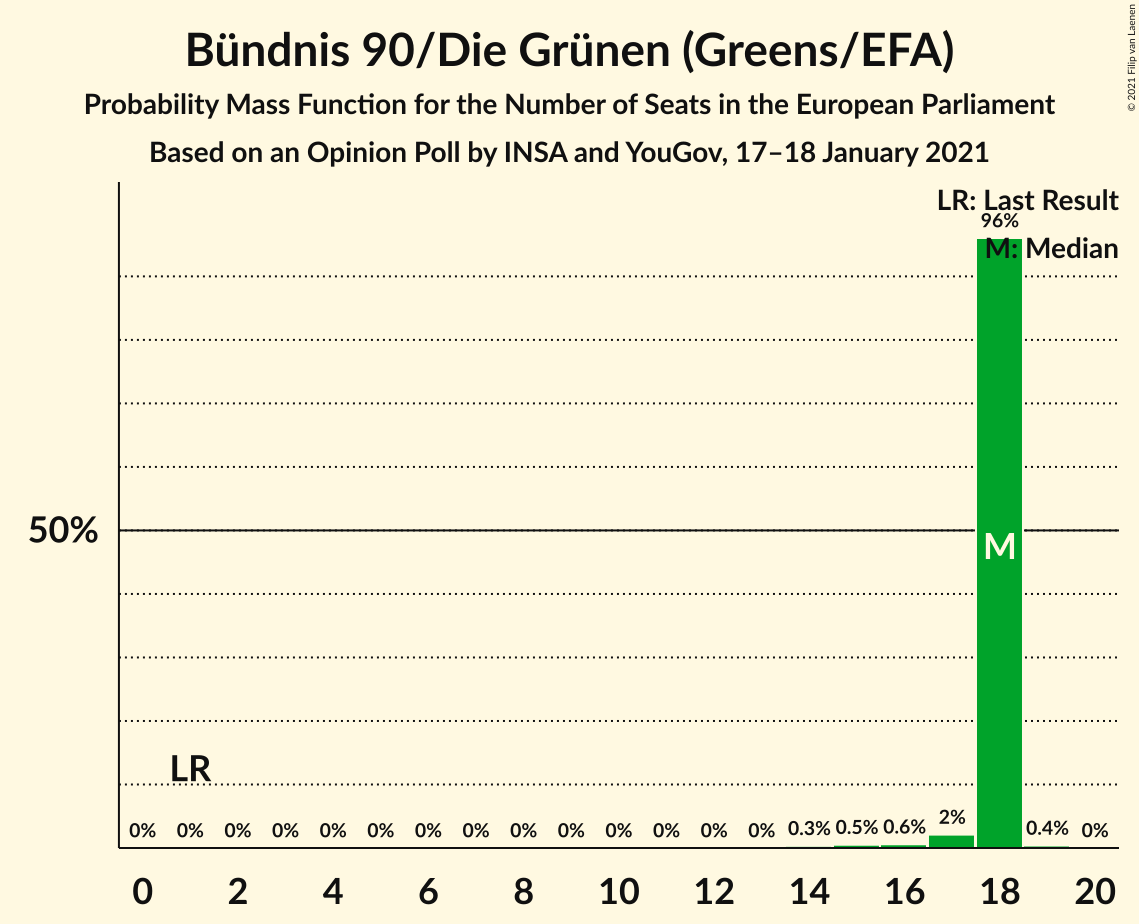 Bündnis 90/Die Grünen (Greens/EFA)
Probability Mass Function for the Number of Seats in the European Parliament
Based on an Opinion Poll by INSA and YouGov, 17–18 January 2021
© 2021 Filip van Laenen
LR: Last Result
96%
M: Median
50%
M
LR
0% 0% 0% 0% 0% 0% 0% 0% 0% 0% 0% 0% 0% 0% 0.3% 0.5% 0.6% 2% 0.4% 0%
0 2 4 6 8 10 12 14 16 18 20